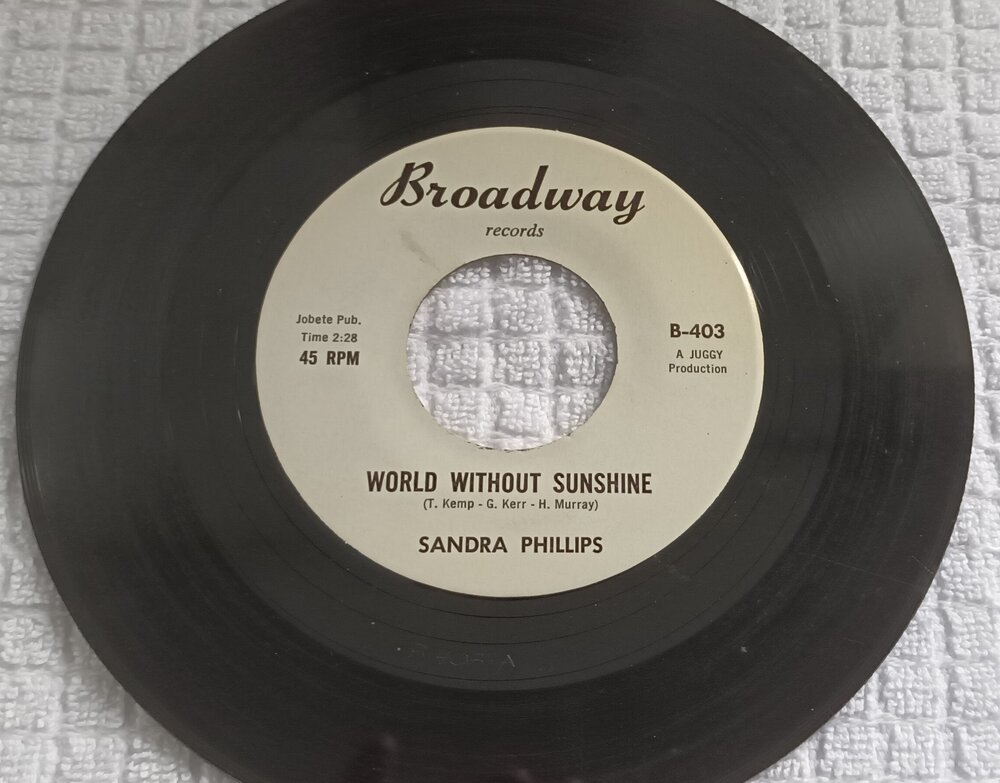 Broadway
records
Jobete Pub.
Time 2:28
45 RPM
B-403
A JUGGY
Production
WORLD WITHOUT SUNSHINE
(T. Kemp - G. Kerr - H. Murray)
SANDRA PHILLIPS